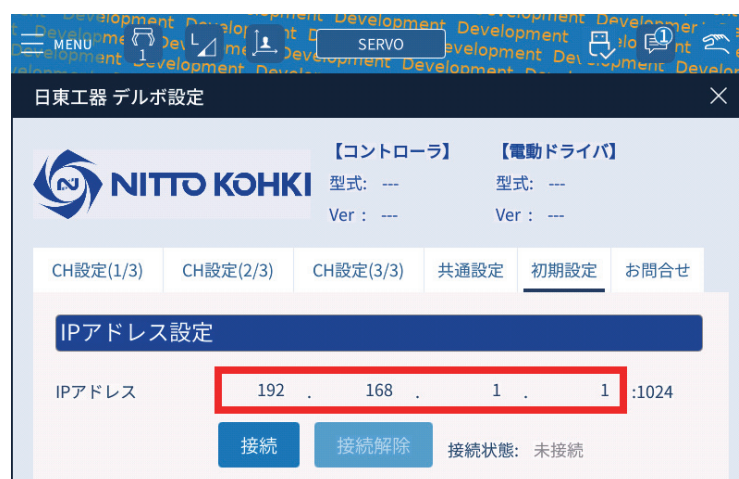 MENU
1
L
SERVO
1
日東工器 デルボ設定
NITTO KOHKI
【コントローラ】 【電動ドライバ】
型式: --- 型式: ---
Ver : --- Ver : ---
CH設定(1/3) CH設定(2/3) CH設定(3/3) 共通設定 初期設定 お問合せ
IPアドレス設定
IPアドレス 192 . 168 . 1 . 1 :1024
接続 接続解除 接続状態: 未接続